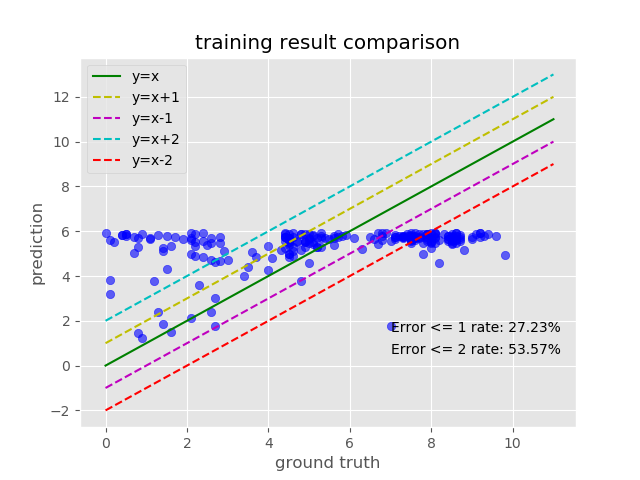 training result comparison
y=x
y=x+1
y=x-1
y=x+2
y=x-2
12
10
8
6
4
2
0
−2
prediction
Error <= 1 rate: 27.23%
Error <= 2 rate: 53.57%
0 2 4 6 8 10
ground truth